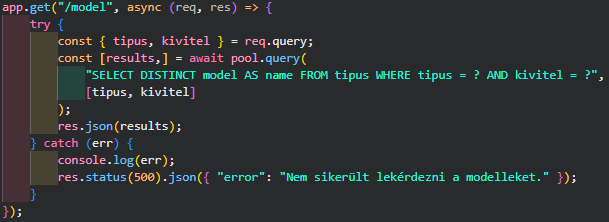 app.get("/model", async (req, res) => {
    try {
        const { tipus, kivitel } = req.query;
        const [results,] = await pool.query(
            "SELECT DISTINCT model AS name FROM tipus WHERE tipus = ? AND kivitel = ?",
            [tipus, kivitel]
        );
        res.json(results);
    } catch (err) {
        console.log(err);
        res.status(500).json({ "error": "Nem sikerült lekérdezni a modelleket." });
    }
});